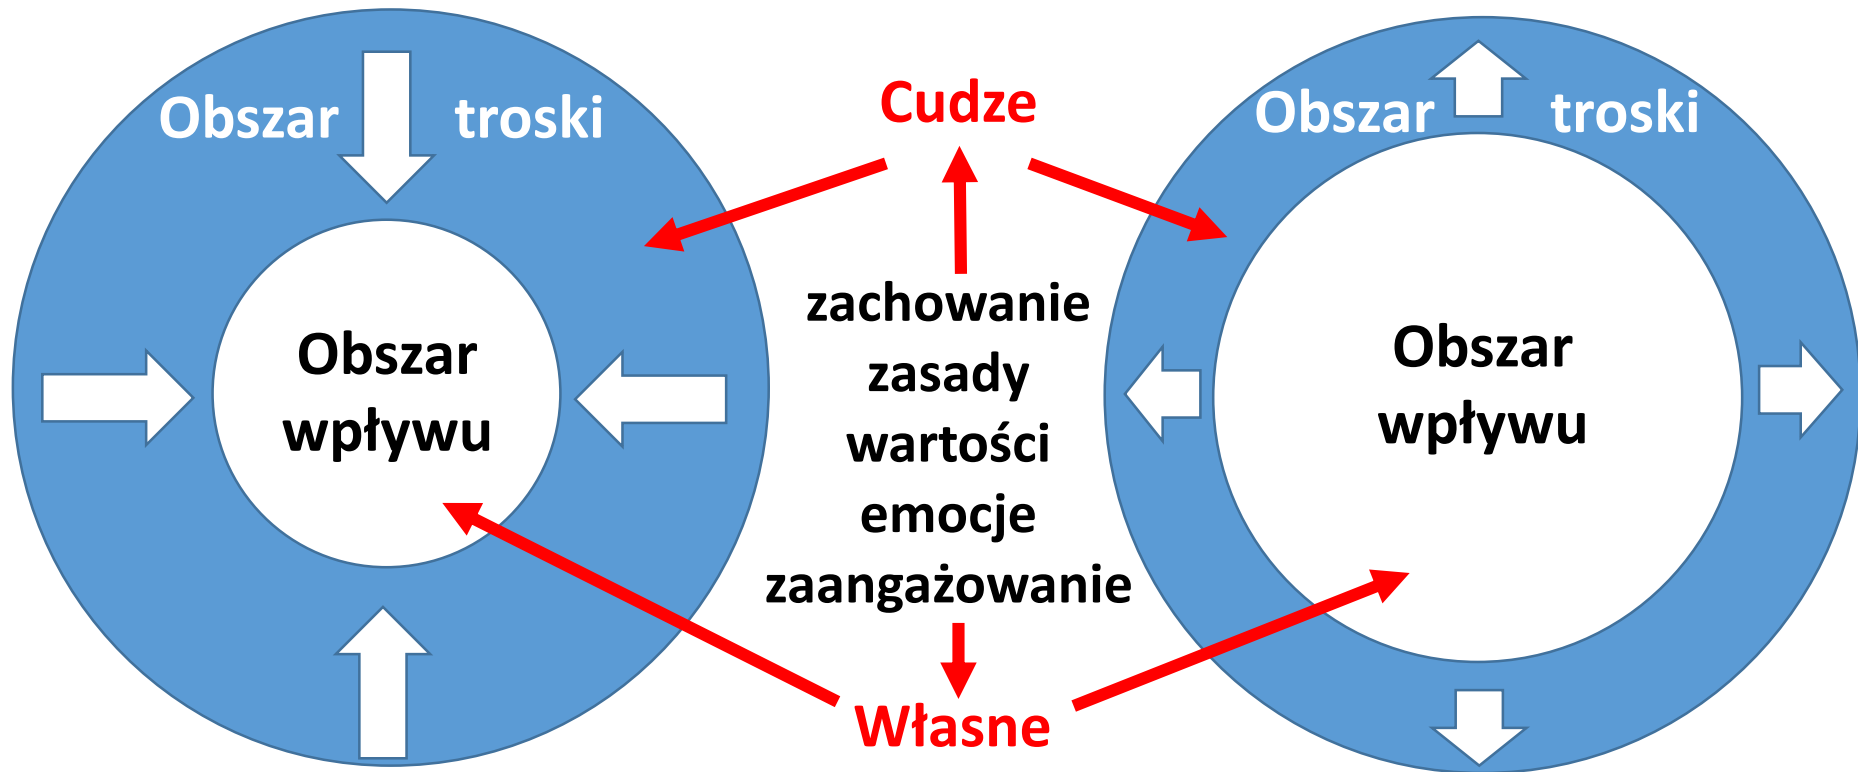 Obszar troski
Obszar
wpływu
Cudze
zachowanie
zasady
wartości
emocje
zaangażowanie
Własne
Obszar troski
Obszar
wpływu